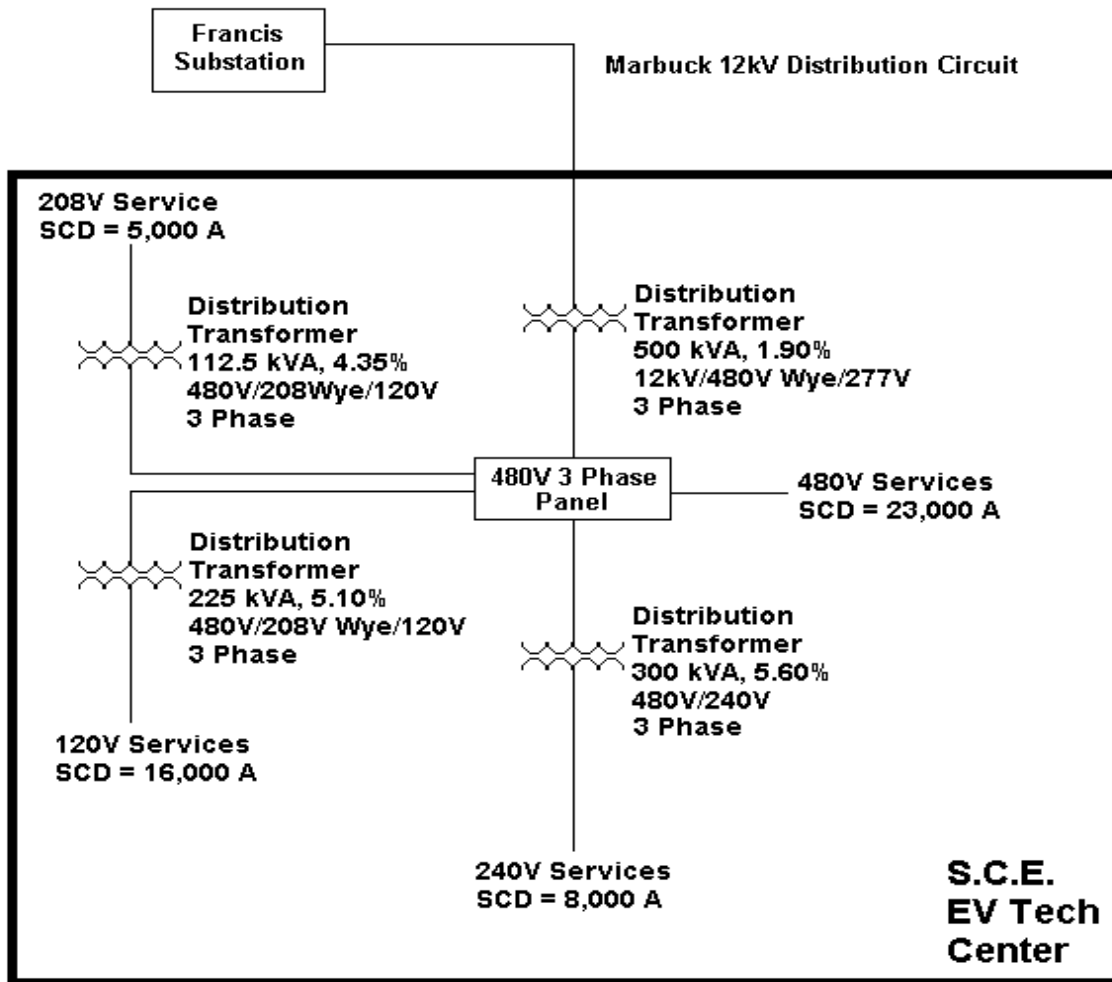 Francis
Substation
Marbuck 12kV Distribution Circuit
208V Service
SCD = 5,000 A
Distribution
Transformer
112.5 kVA, 4.35%
480V/208Wye/120V
3 Phase
Distribution
Transformer
500 kVA, 1.90%
12kV/480V Wye/277V
3 Phase
480V 3 Phase
Panel
480V Services
SCD = 23,000 A
Distribution
Transformer
225 kVA, 5.10%
480V/208V Wye/120V
3 Phase
Distribution
Transformer
300 kVA, 5.60%
480V/240V
3 Phase
120V Services
SCD = 16,000 A
240V Services
SCD = 8,000 A
S.C.E.
EV Tech
Center